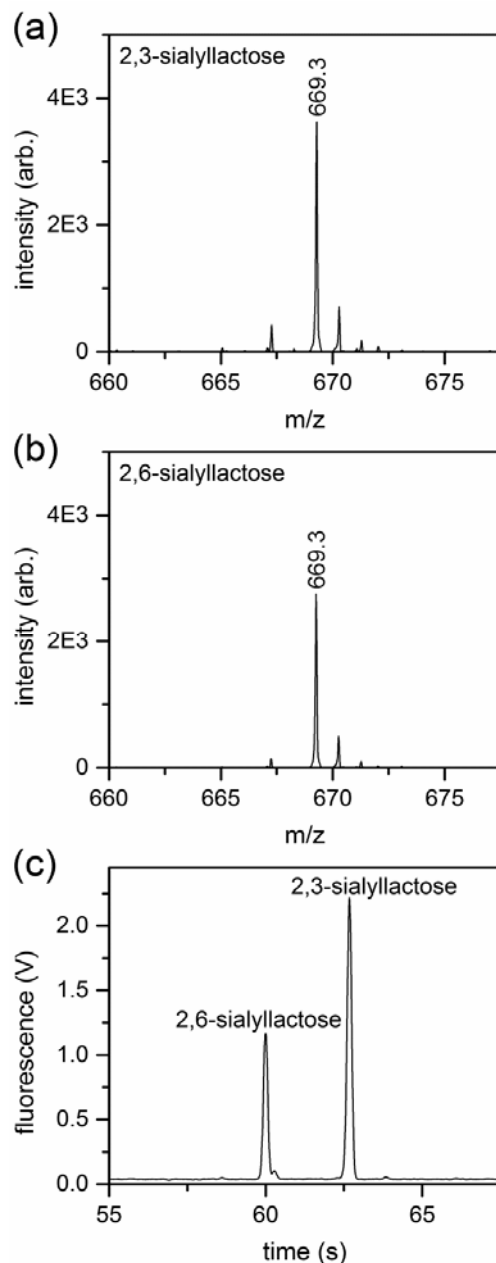 (a)
2,3-sialyllactose
669.3
4E3
2E3
0
intensity (arb.)
660 665 670 675
m/z
(b)
2,6-sialyllactose
669.3
4E3
2E3
0
intensity (arb.)
660 665 670 675
m/z
(c)
2,3-sialyllactose
2,6-sialyllactose
2.0
1.5
1.0
0.5
0.0
fluorescence (V)
55 60 65
time (s)